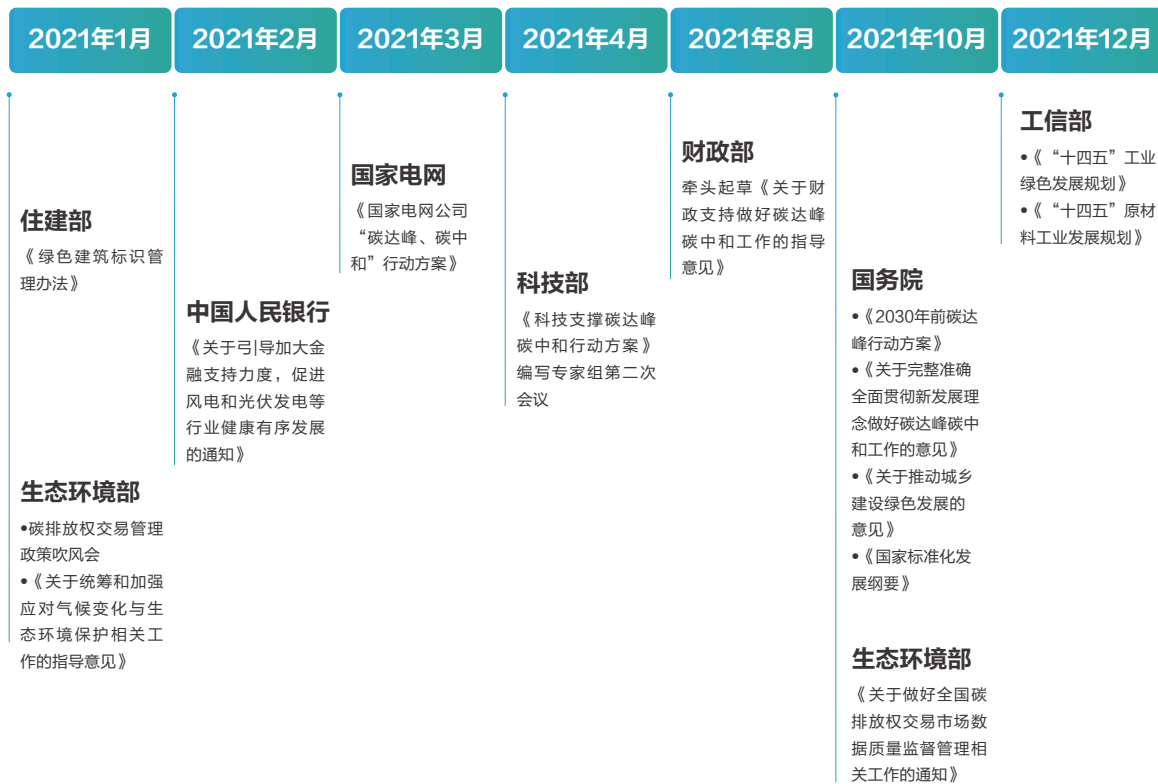 2021年1月
2021年2月
2021年3月
2021年4月
2021年8月
2021年10月
2021年12月
住建部
《绿色建筑标识管
理办法》
生态环境部
•碳排放权交易管理
政策吹风会
•《关于统筹和加强
应对气候变化与生
态环境保护相关工
作的指导意见》
中国人民银行
《关于弓|导加大金
融支持力度，促进
风电和光伏发电等
行业健康有序发展
的通知》
国家电网
《国家电网公司
“碳达峰、碳中
和”行动方案》
科技部
《科技支撑碳达峰
碳中和行动方案》
编写专家组第二次
会议
财政部
牵头起草《关于财
政支持做好碳达峰
碳中和工作的指导
意见》
国务院
•《2030年前碳达
峰行动方案》
•《关于完整准确
全面贯彻新发展理
念做好碳达峰碳中
和工作的意见》
•《关于推动城乡
建设绿色发展的
意见》
•《国家标准化发
展纲要》
生态环境部
《关于做好全国碳
排放权交易市场数
据质量监督管理相
关工作的通知》
工信部
•《“十四五”工业
绿色发展规划》
•《“十四五”原材
料工业发展规划》